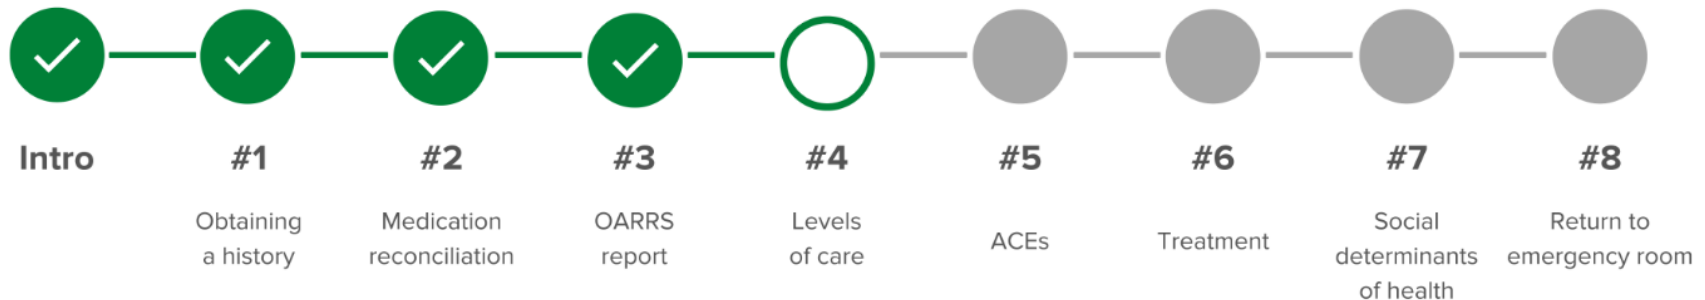 Intro
#1
#2
#3
#4
#5
#6
#7
#8
Obtaining
a history
Medication
reconciliation
OARRS
report
Levels
of care
ACEs
Treatment
Social
determinants
of health
Return to
emergency room